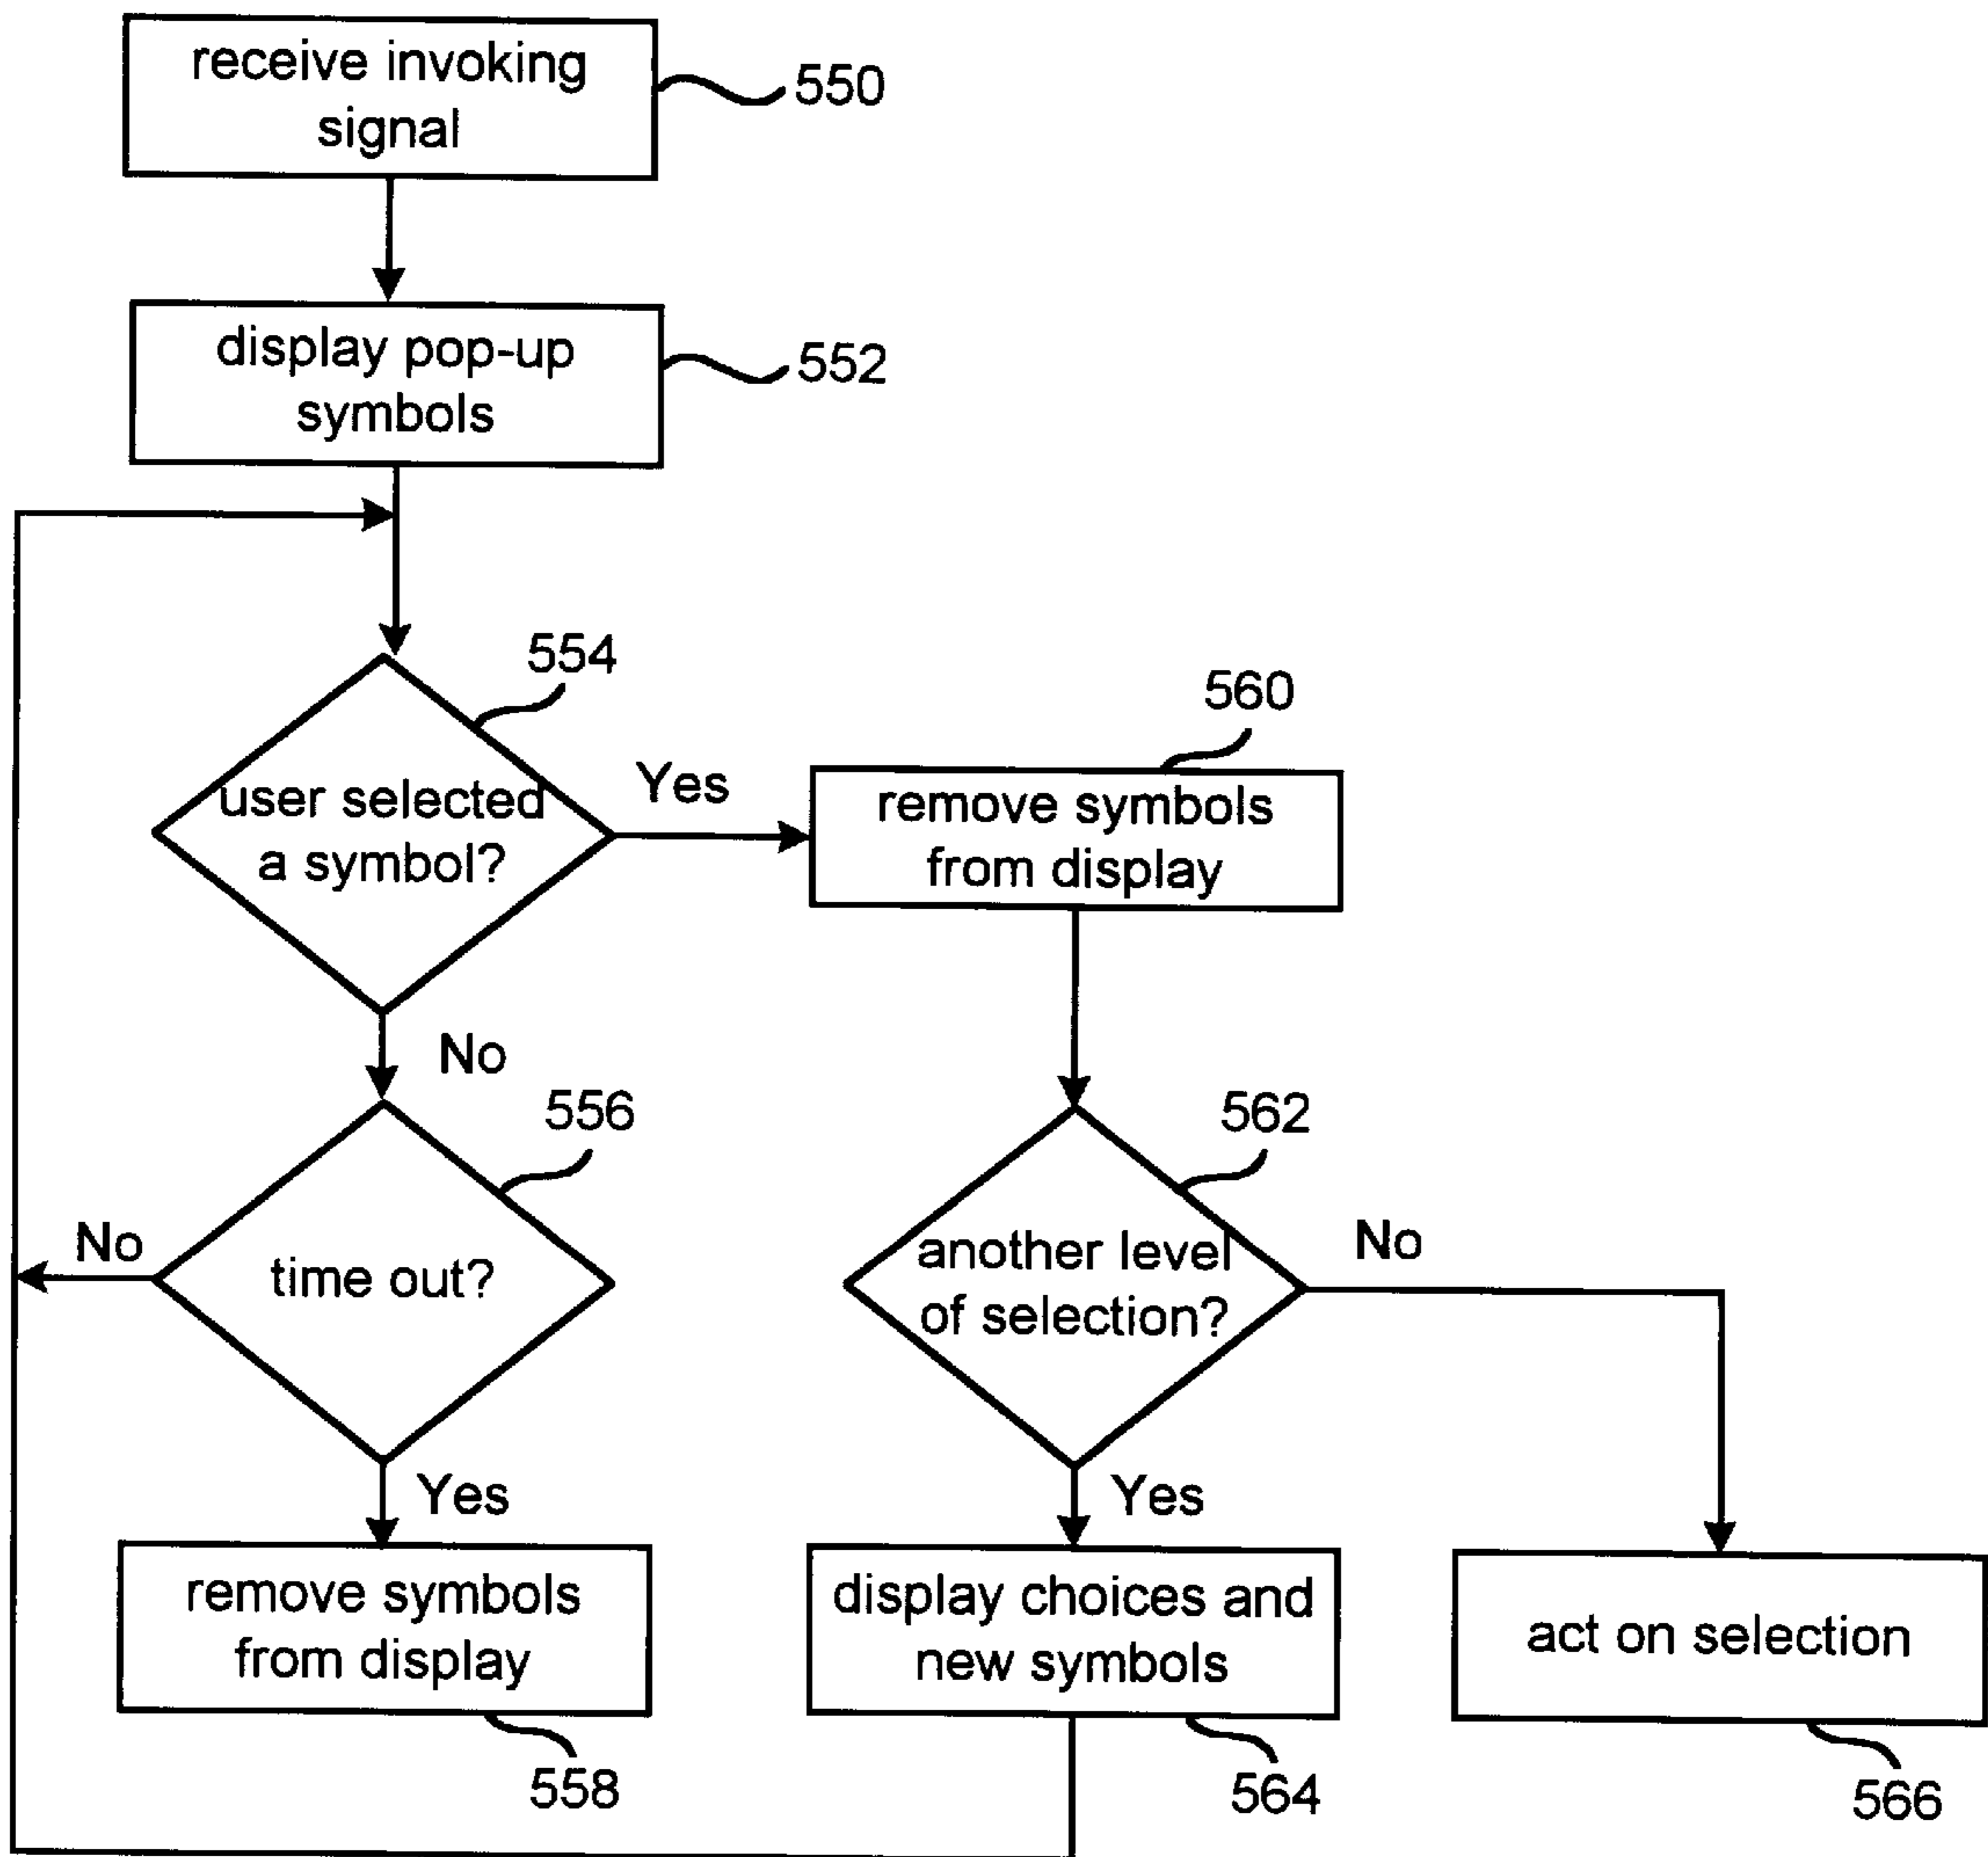 receive invoking
signal
550
display pop-up
symbols
552
554
user selected
a symbol?
Yes
560
remove symbols
from display
No
556
time out?
No
562
another level
of selection?
No
Yes
remove symbols
from display
558
Yes
display choices and
new symbols
564
act on selection
566